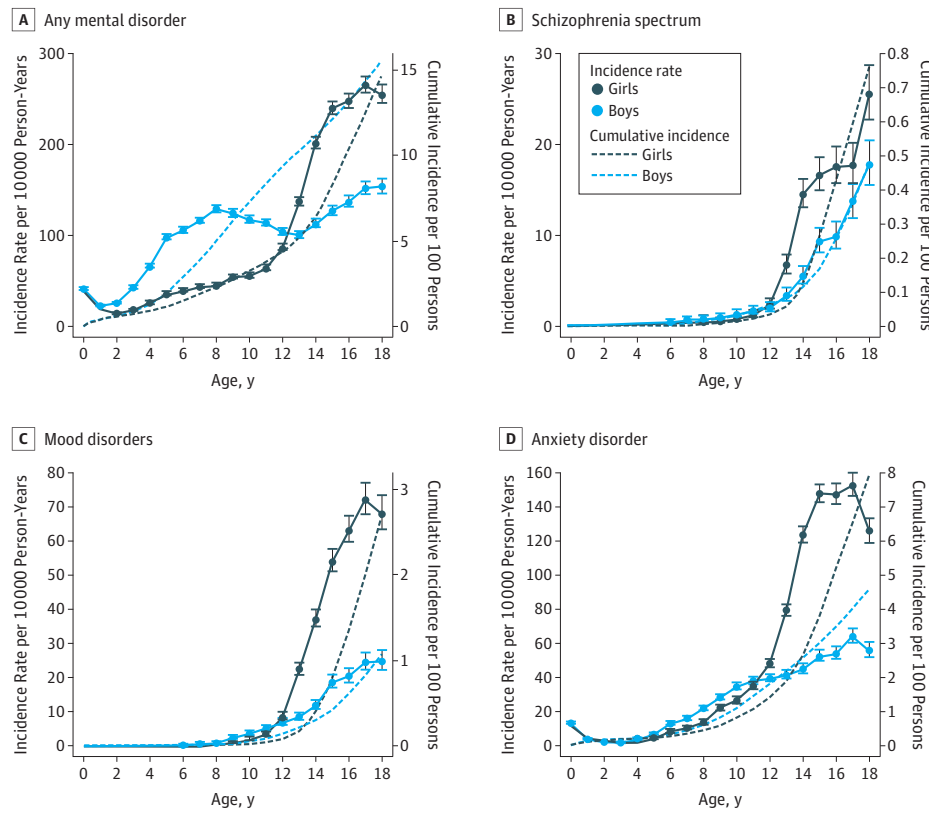 A Any mental disorder
300
200
100
0
15
10
5
0
Incidence Rate per 10 000 Person-Years
Cumulative Incidence per 100 Persons
0 2 4 6 8 10 12 14 16 18
Age, y
B Schizophrenia spectrum
30
20
10
0
0.8
0.7
0.6
0.5
0.4
0.3
0.2
0.1
0
Incidence Rate per 10 000 Person-Years
Cumulative Incidence per 100 Persons
Incidence rate
Girls
Boys
Cumulative incidence
Girls
Boys
0 2 4 6 8 10 12 14 16 18
Age, y
C Mood disorders
80
70
60
50
40
30
20
10
0
3
2
1
0
Incidence Rate per 10 000 Person-Years
Cumulative Incidence per 100 Persons
0 2 4 6 8 10 12 14 16 18
Age, y
D Anxiety disorder
160
140
120
100
80
60
40
20
0
8
7
6
5
4
3
2
1
0
Incidence Rate per 10 000 Person-Years
Cumulative Incidence per 100 Persons
0 2 4 6 8 10 12 14 16 18
Age, y